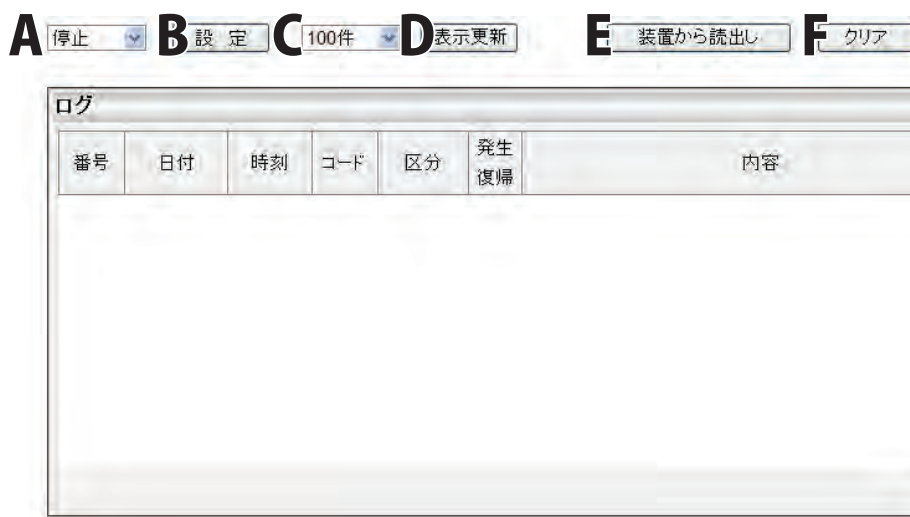 A 停止 B 設 定 C 100件 D 表示更新 E 装置から読出し F クリア
ログ
番号 日付 時刻 コード 区分 発生 復帰 内容